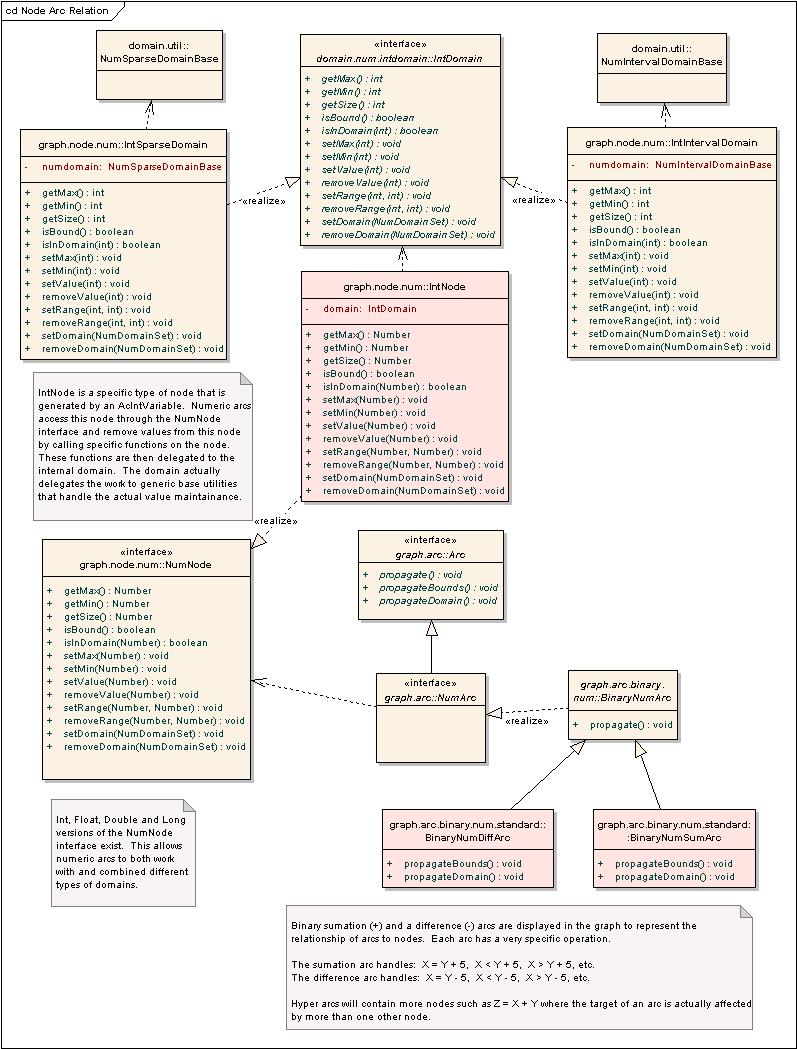 cd Node Arc Relation
domain.util::
NumSparseDomainBase
«interface»
domain.num.intdomain::IntDomain
+ getMax() : int
+ getMin() : int
+ getSize() : int
+ isBound() : boolean
+ isInDomain(int) : boolean
+ setMax(int) : void
+ setMin(int) : void
+ setValue(int) : void
+ removeValue(int) : void
+ setRange(int, int) : void
+ removeRange(int, int) : void
+ setDomain(NumDomainSet) : void
+ removeDomain(NumDomainSet) : void
domain.util::
NumIntervalDomainBase
graph.node.num::IntSparseDomain
- numdomain: NumSparseDomainBase
+ getMax() : int
+ getMin() : int
+ getSize() : int
+ isBound() : boolean
+ isInDomain(int) : boolean
+ setMax(int) : void
+ setMin(int) : void
+ setValue(int) : void
+ removeValue(int) : void
+ setRange(int, int) : void
+ removeRange(int, int) : void
+ setDomain(NumDomainSet) : void
+ removeDomain(NumDomainSet) : void
«realize»
«realize»
graph.node.num::IntIntervalDomain
- numdomain: NumIntervalDomainBase
+ getMax() : int
+ getMin() : int
+ getSize() : int
+ isBound() : boolean
+ isInDomain(int) : boolean
+ setMax(int) : void
+ setMin(int) : void
+ setValue(int) : void
+ removeValue(int) : void
+ setRange(int, int) : void
+ removeRange(int, int) : void
+ setDomain(NumDomainSet) : void
+ removeDomain(NumDomainSet) : void
graph.node.num::IntNode
- domain: IntDomain
+ getMax() : Number
+ getMin() : Number
+ getSize() : Number
+ isBound() : boolean
+ isInDomain(Number) : boolean
+ setMax(Number) : void
+ setMin(Number) : void
+ setValue(Number) : void
+ removeValue(Number) : void
+ setRange(Number, Number) : void
+ removeRange(Number, Number) : void
+ setDomain(NumDomainSet) : void
+ removeDomain(NumDomainSet) : void
IntNode is a specific type of node that is
generated by an AcIntVariable. Numeric arcs
access this node through the NumNode
interface and remove values from this node
by calling specific functions on the node.
These functions are then delegated to the
internal domain. The domain actually
delegates the work to generic base utilities
that handle the actual value maintainance.
«realize»
«interface»
graph.node.num::NumNode
+ getMax() : Number
+ getMin() : Number
+ getSize() : Number
+ isBound() : boolean
+ isInDomain(Number) : boolean
+ setMax(Number) : void
+ setMin(Number) : void
+ setValue(Number) : void
+ removeValue(Number) : void
+ setRange(Number, Number) : void
+ removeRange(Number, Number) : void
+ setDomain(NumDomainSet) : void
+ removeDomain(NumDomainSet) : void
«interface»
graph.arc::Arc
+ propagate() : void
+ propagateBounds() : void
+ propagateDomain() : void
«interface»
graph.arc::NumArc
«realize»
graph.arc.binary.
num::BinaryNumArc
+ propagate() : void
Int, Float, Double and Long
versions of the NumNode
interface exist. This allows
numeric arcs to both work
with and combined different
types of domains.
graph.arc.binary.num.standard::
BinaryNumDiffArc
+ propagateBounds() : void
+ propagateDomain() : void
graph.arc.binary.num.standard:
:BinaryNumSumArc
+ propagateBounds() : void
+ propagateDomain() : void
Binary sumation (+) and a difference (-) arcs are displayed in the graph to represent the
relationship of arcs to nodes. Each arc has a very specific operation.
The sumation arc handles: X = Y + 5, X < Y + 5, X > Y + 5, etc.
The difference arc handles: X = Y - 5, X < Y - 5, X > Y - 5, etc.
Hyper arcs will contain more nodes such as Z = X + Y where the target of an arc is actually affected
by more than one other node.